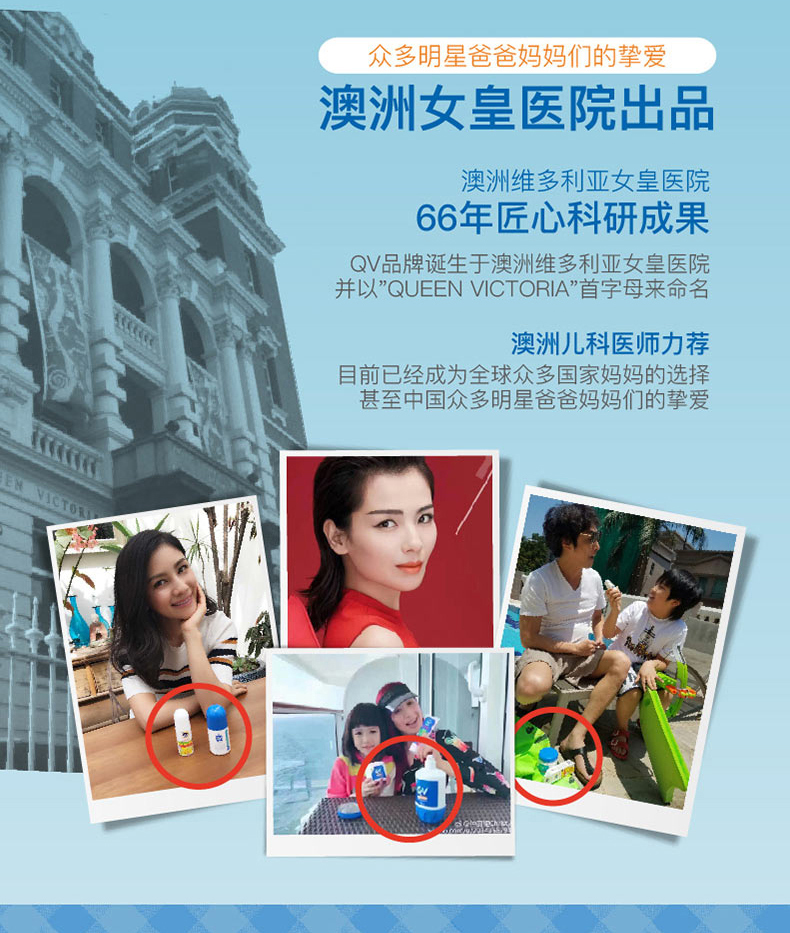 众多明星爸爸妈妈们的挚爱
澳洲女皇医院出品
澳洲维多利亚女皇医院
66年匠心科研成果
QV品牌诞生于澳洲维多利亚女皇医院
并以"QUEEN VICTORIA"首字母来命名
澳洲儿科医师力荐
目前已经成为全球众多国家妈妈的选择
甚至中国众多明星爸爸妈妈们的挚爱
VICTORIA
QV